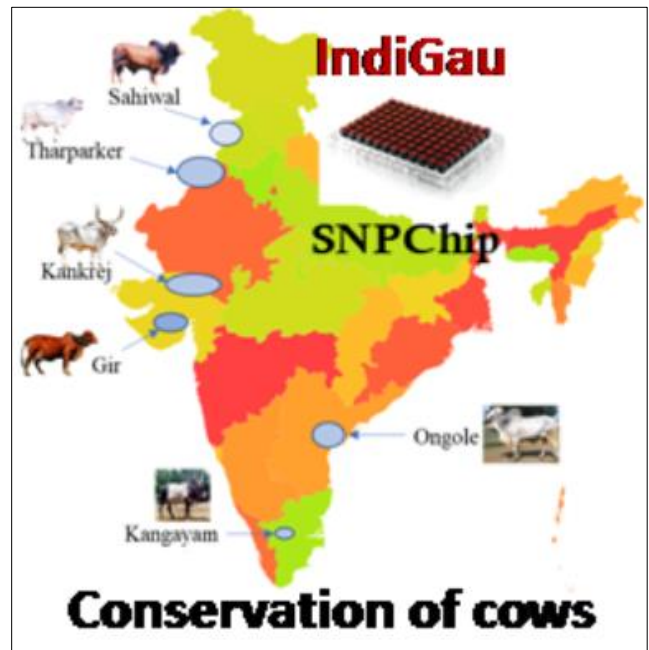 IndiGau
Sahiwal
Tharparker
SNPChip
Kankrej
Gir
Ongole
Kangayam
Conservation of cows